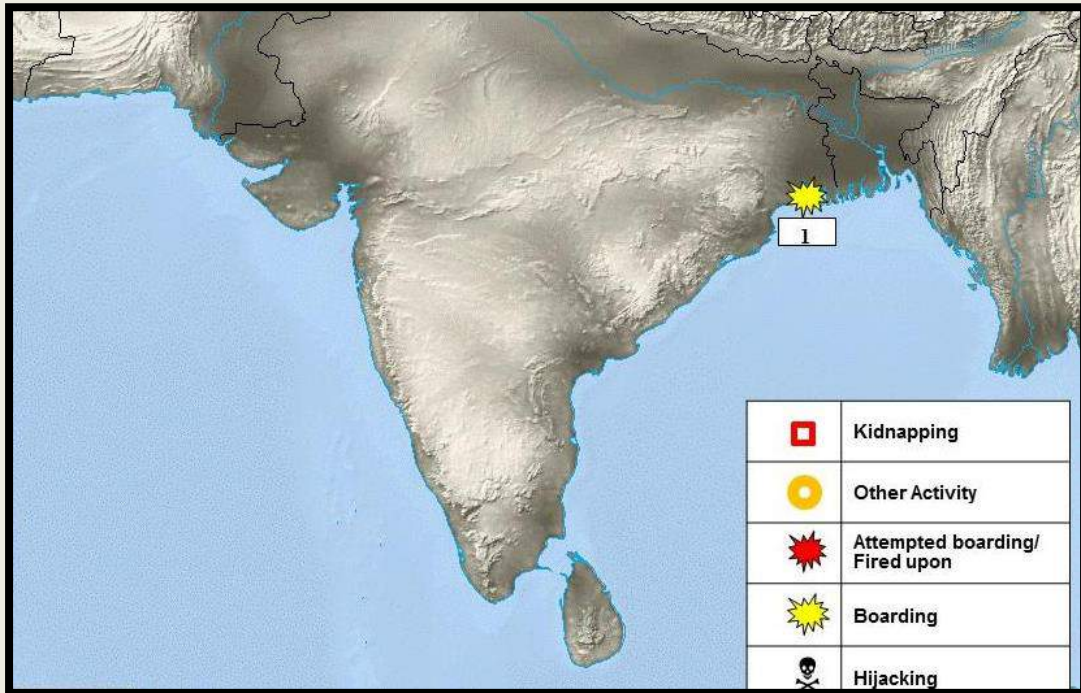 1
Kidnapping
Other Activity
Attempted boarding/
Fired upon
Boarding
Hijacking